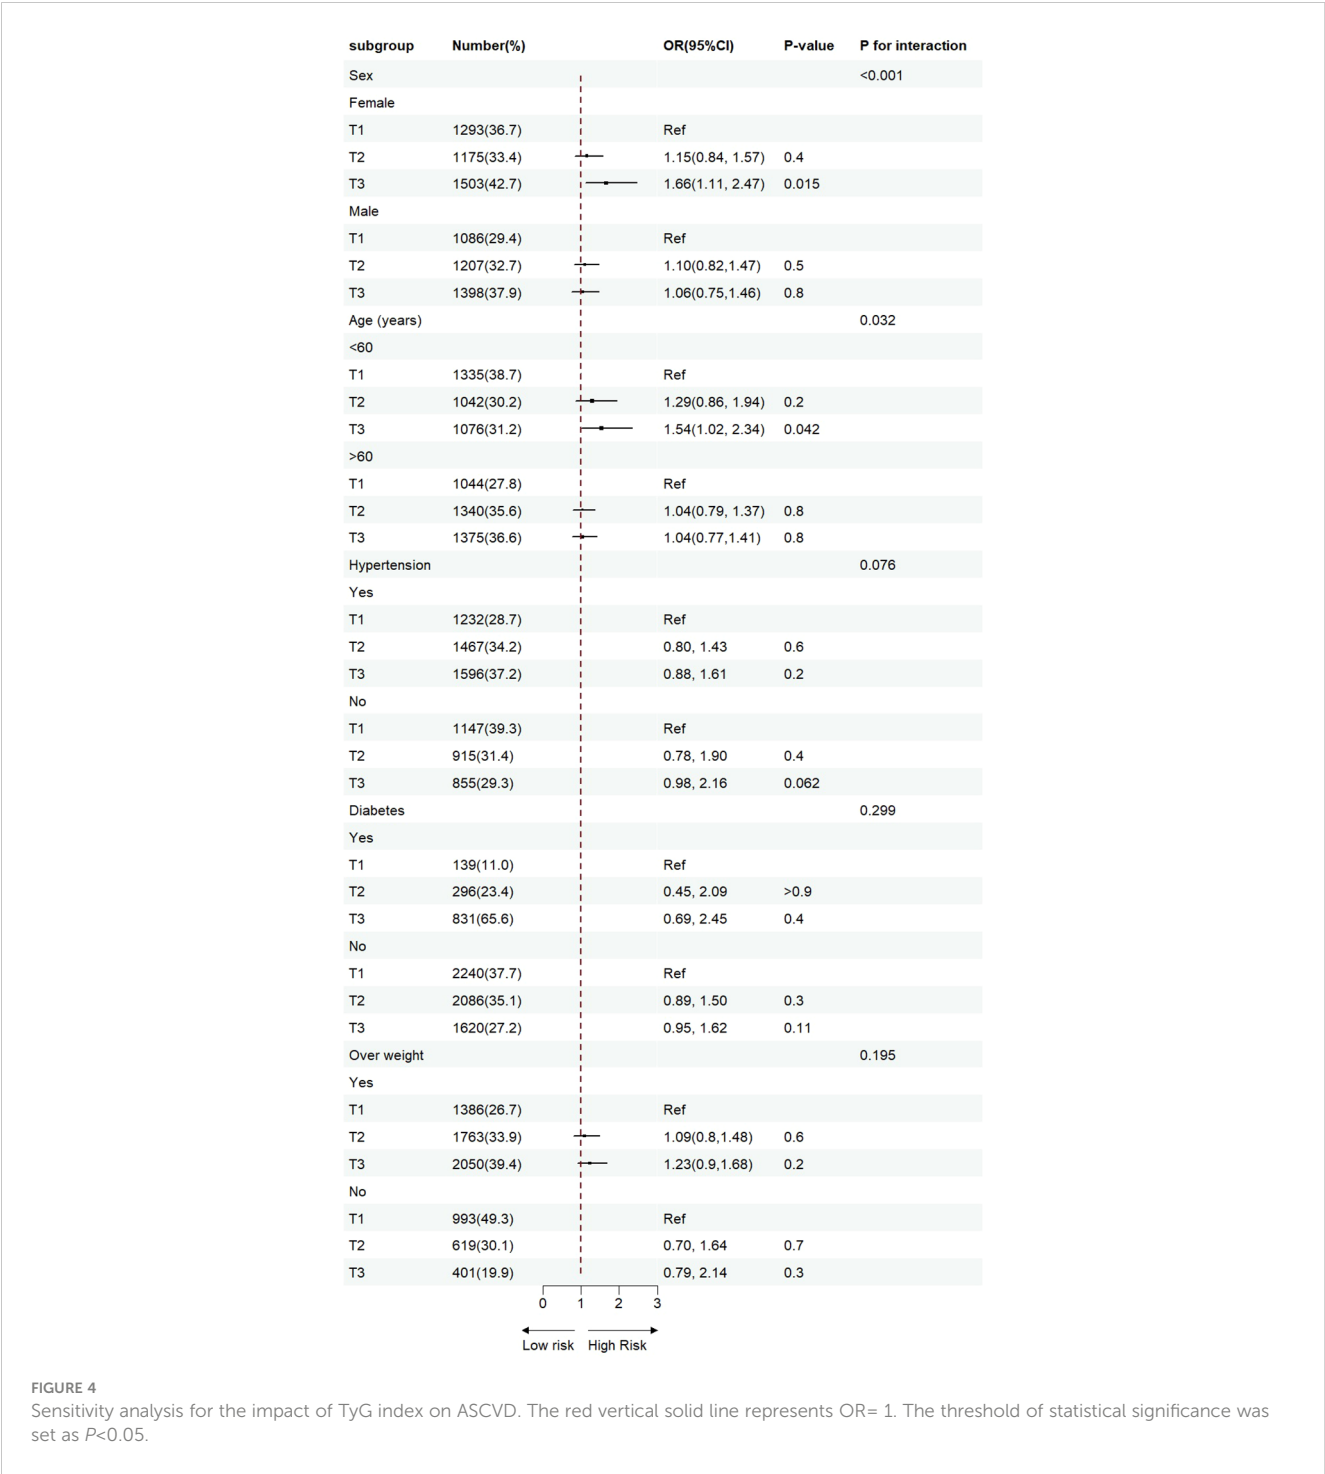 subgroup Number(%) OR(95%CI) P-value P for interaction
Sex <0.001
Female
T1 1293(36.7) Ref
T2 1175(33.4) 1.15(0.84, 1.57) 0.4
T3 1503(42.7) 1.66(1.11, 2.47) 0.015
Male
T1 1086(29.4) Ref
T2 1207(32.7) 1.10(0.82,1.47) 0.5
T3 1398(37.9) 1.06(0.75,1.46) 0.8
Age (years) 0.032
<60
T1 1335(38.7) Ref
T2 1042(30.2) 1.29(0.86, 1.94) 0.2
T3 1076(31.2) 1.54(1.02, 2.34) 0.042
>60
T1 1044(27.8) Ref
T2 1340(35.6) 1.04(0.79, 1.37) 0.8
T3 1375(36.6) 1.04(0.77,1.41) 0.8
Hypertension 0.076
Yes
T1 1232(28.7) Ref
T2 1467(34.2) 0.80, 1.43 0.6
T3 1596(37.2) 0.88, 1.61 0.2
No
T1 1147(39.3) Ref
T2 915(31.4) 0.78, 1.90 0.4
T3 855(29.3) 0.98, 2.16 0.062
Diabetes 0.299
Yes
T1 139(11.0) Ref
T2 296(23.4) 0.45, 2.09 >0.9
T3 831(65.6) 0.69, 2.45 0.4
No
T1 2240(37.7) Ref
T2 2086(35.1) 0.89, 1.50 0.3
T3 1620(27.2) 0.95, 1.62 0.11
Over weight 0.195
Yes
T1 1386(26.7) Ref
T2 1763(33.9) 1.09(0.8,1.48) 0.6
T3 2050(39.4) 1.23(0.9,1.68) 0.2
No
T1 993(49.3) Ref
T2 619(30.1) 0.70, 1.64 0.7
T3 401(19.9) 0.79, 2.14 0.3
0 1 2 3
Low risk High Risk
FIGURE 4
Sensitivity analysis for the impact of TyG index on ASCVD. The red vertical solid line represents OR= 1. The threshold of statistical significance was
set as P<0.05.